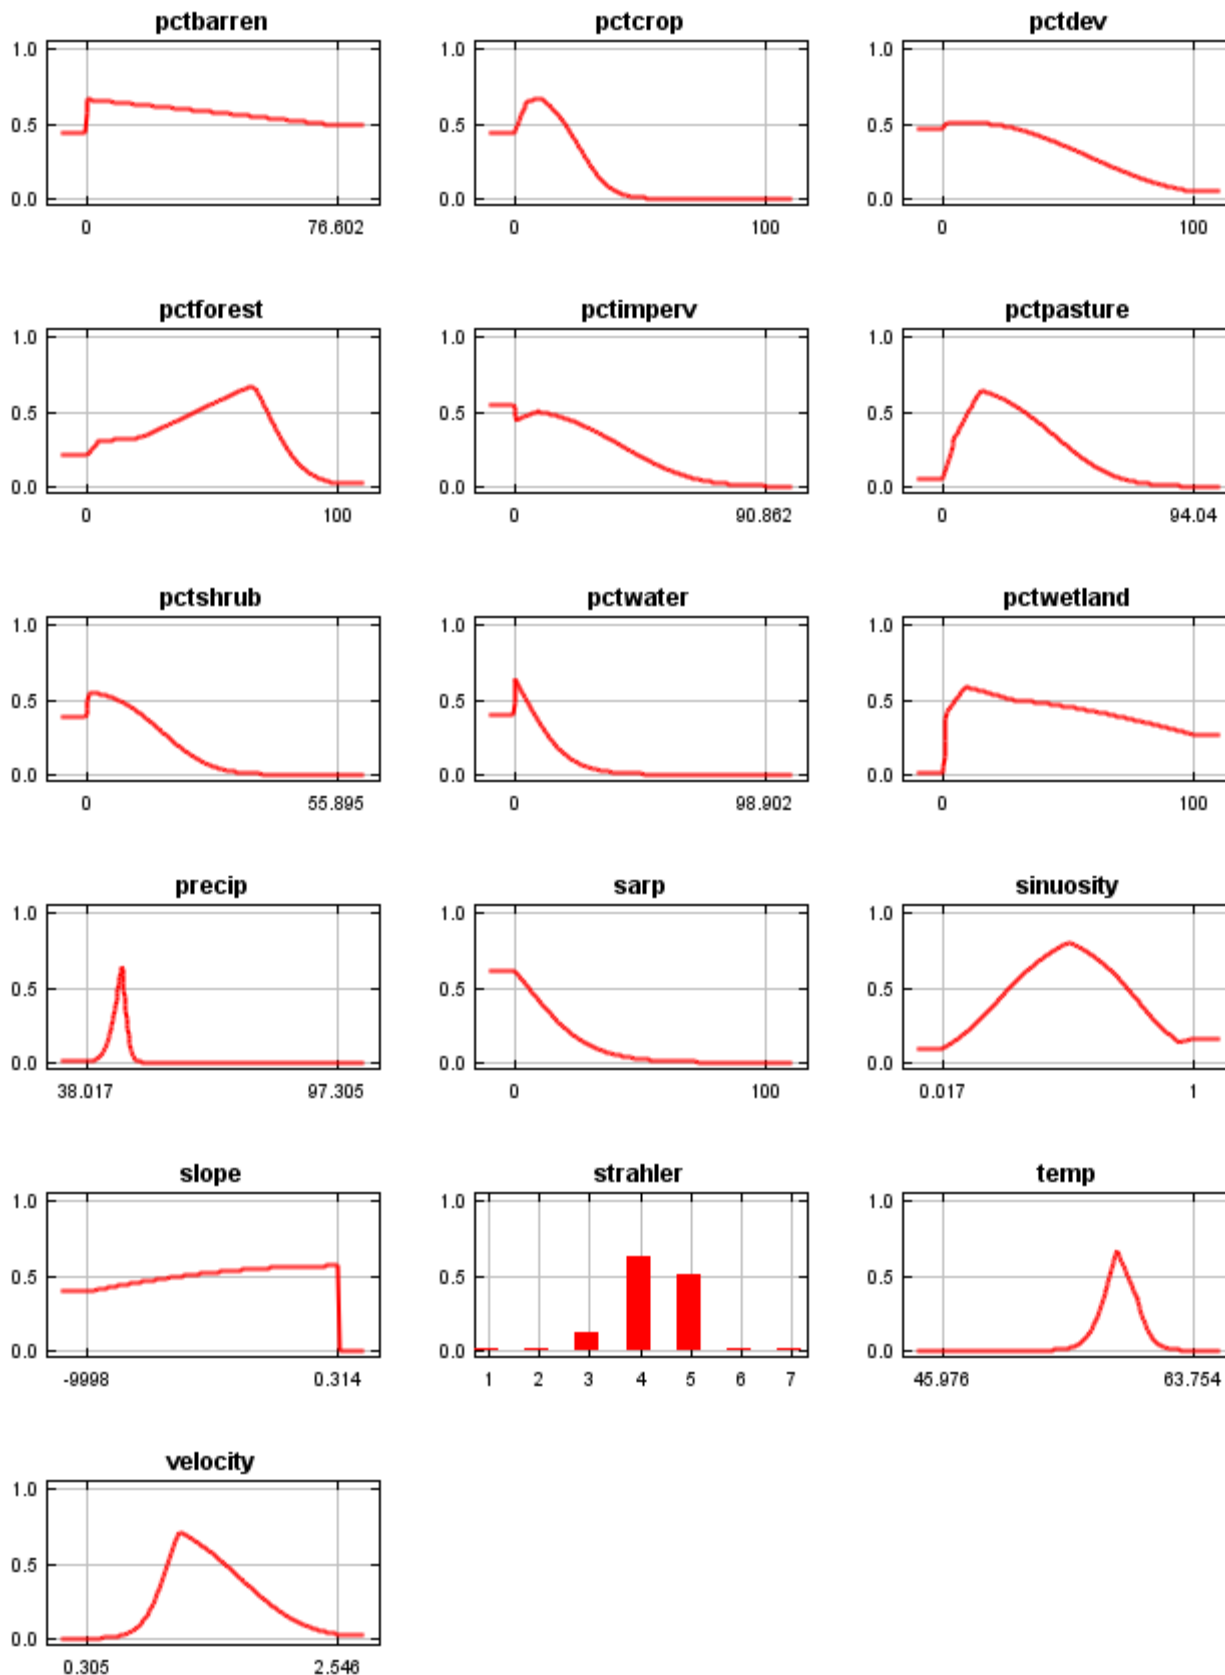 pctbarren pctcrop pctdev
1.0 1.0 1.0
0.5 0.5 0.5
0.0 0.0 0.0
0 76.602 0 100 0 100
pctforest pctimperv pctpasture
1.0 1.0 1.0
0.5 0.5 0.5
0.0 0.0 0.0
0 100 0 90.862 0 94.04
pctshrub pctwater pctwetland
1.0 1.0 1.0
0.5 0.5 0.5
0.0 0.0 0.0
0 55.895 0 98.902 0 100
precip sarp sinuosity
1.0 1.0 1.0
0.5 0.5 0.5
0.0 0.0 0.0
38.017 97.305 0 100 0.017 1
slope strahler temp
1.0 1.0 1.0
0.5 0.5 0.5
0.0 0.0 0.0
-9998 0.314 1 2 3 4 5 6 7 45.976 63.754
velocity
1.0
0.5
0.0
0.305 2.546